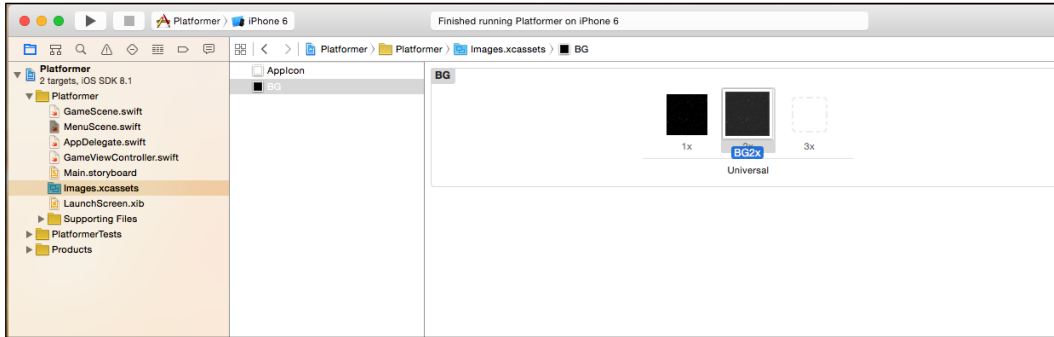 Platformer › iPhone 6
Finished running Platformer on iPhone 6
Platformer › Platformer › Images.xcassets › BG
Platformer
2 targets, iOS SDK 8.1
Platformer
GameScene.swift
MenuScene.swift
AppDelegate.swift
GameViewController.swift
Main.storyboard
Images.xcassets
LaunchScreen.xib
Supporting Files
PlatformerTests
Products
AppIcon
BG
BG
1x
2x
3x
BG2x
Universal